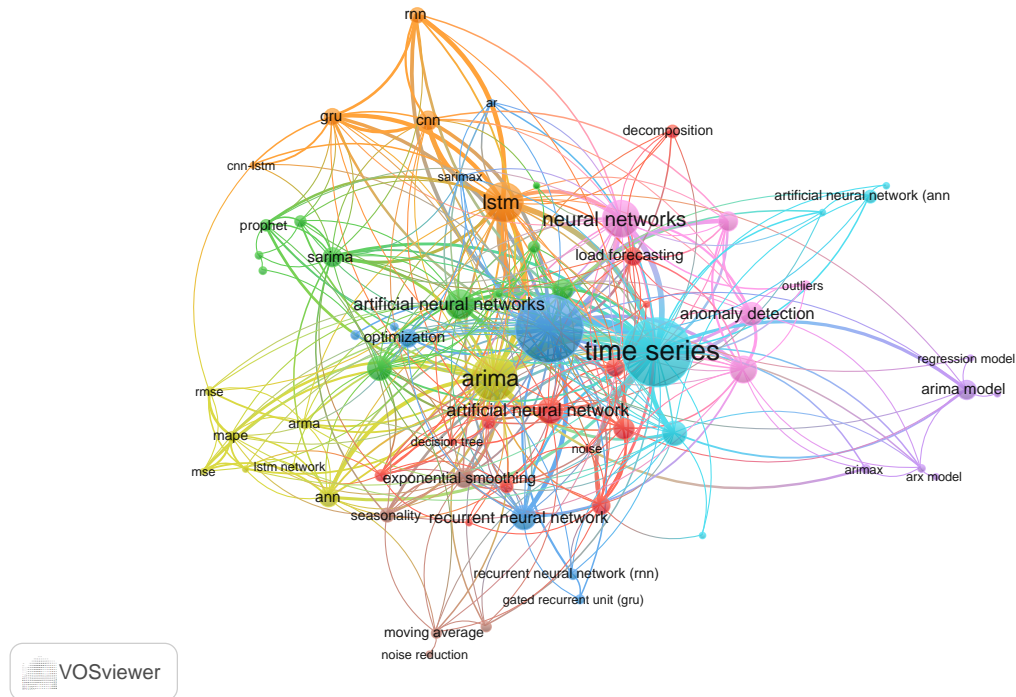 rnn
ar
gru
cnn
decomposition
cnn-lstm
sarimax
artificial neural network (ann
lstm
neural networks
prophet
sarima
load forecasting
outliers
artificial neural networks
anomaly detection
optimization
time series
regression model
arima
arima model
rmse
artificial neural network
arma
mape
decision tree
noise
mse
lstm network
exponential smoothing
arimax
arx model
ann
seasonality
recurrent neural network
recurrent neural network (rnn)
gated recurrent unit (gru)
moving average
noise reduction
VOSviewer